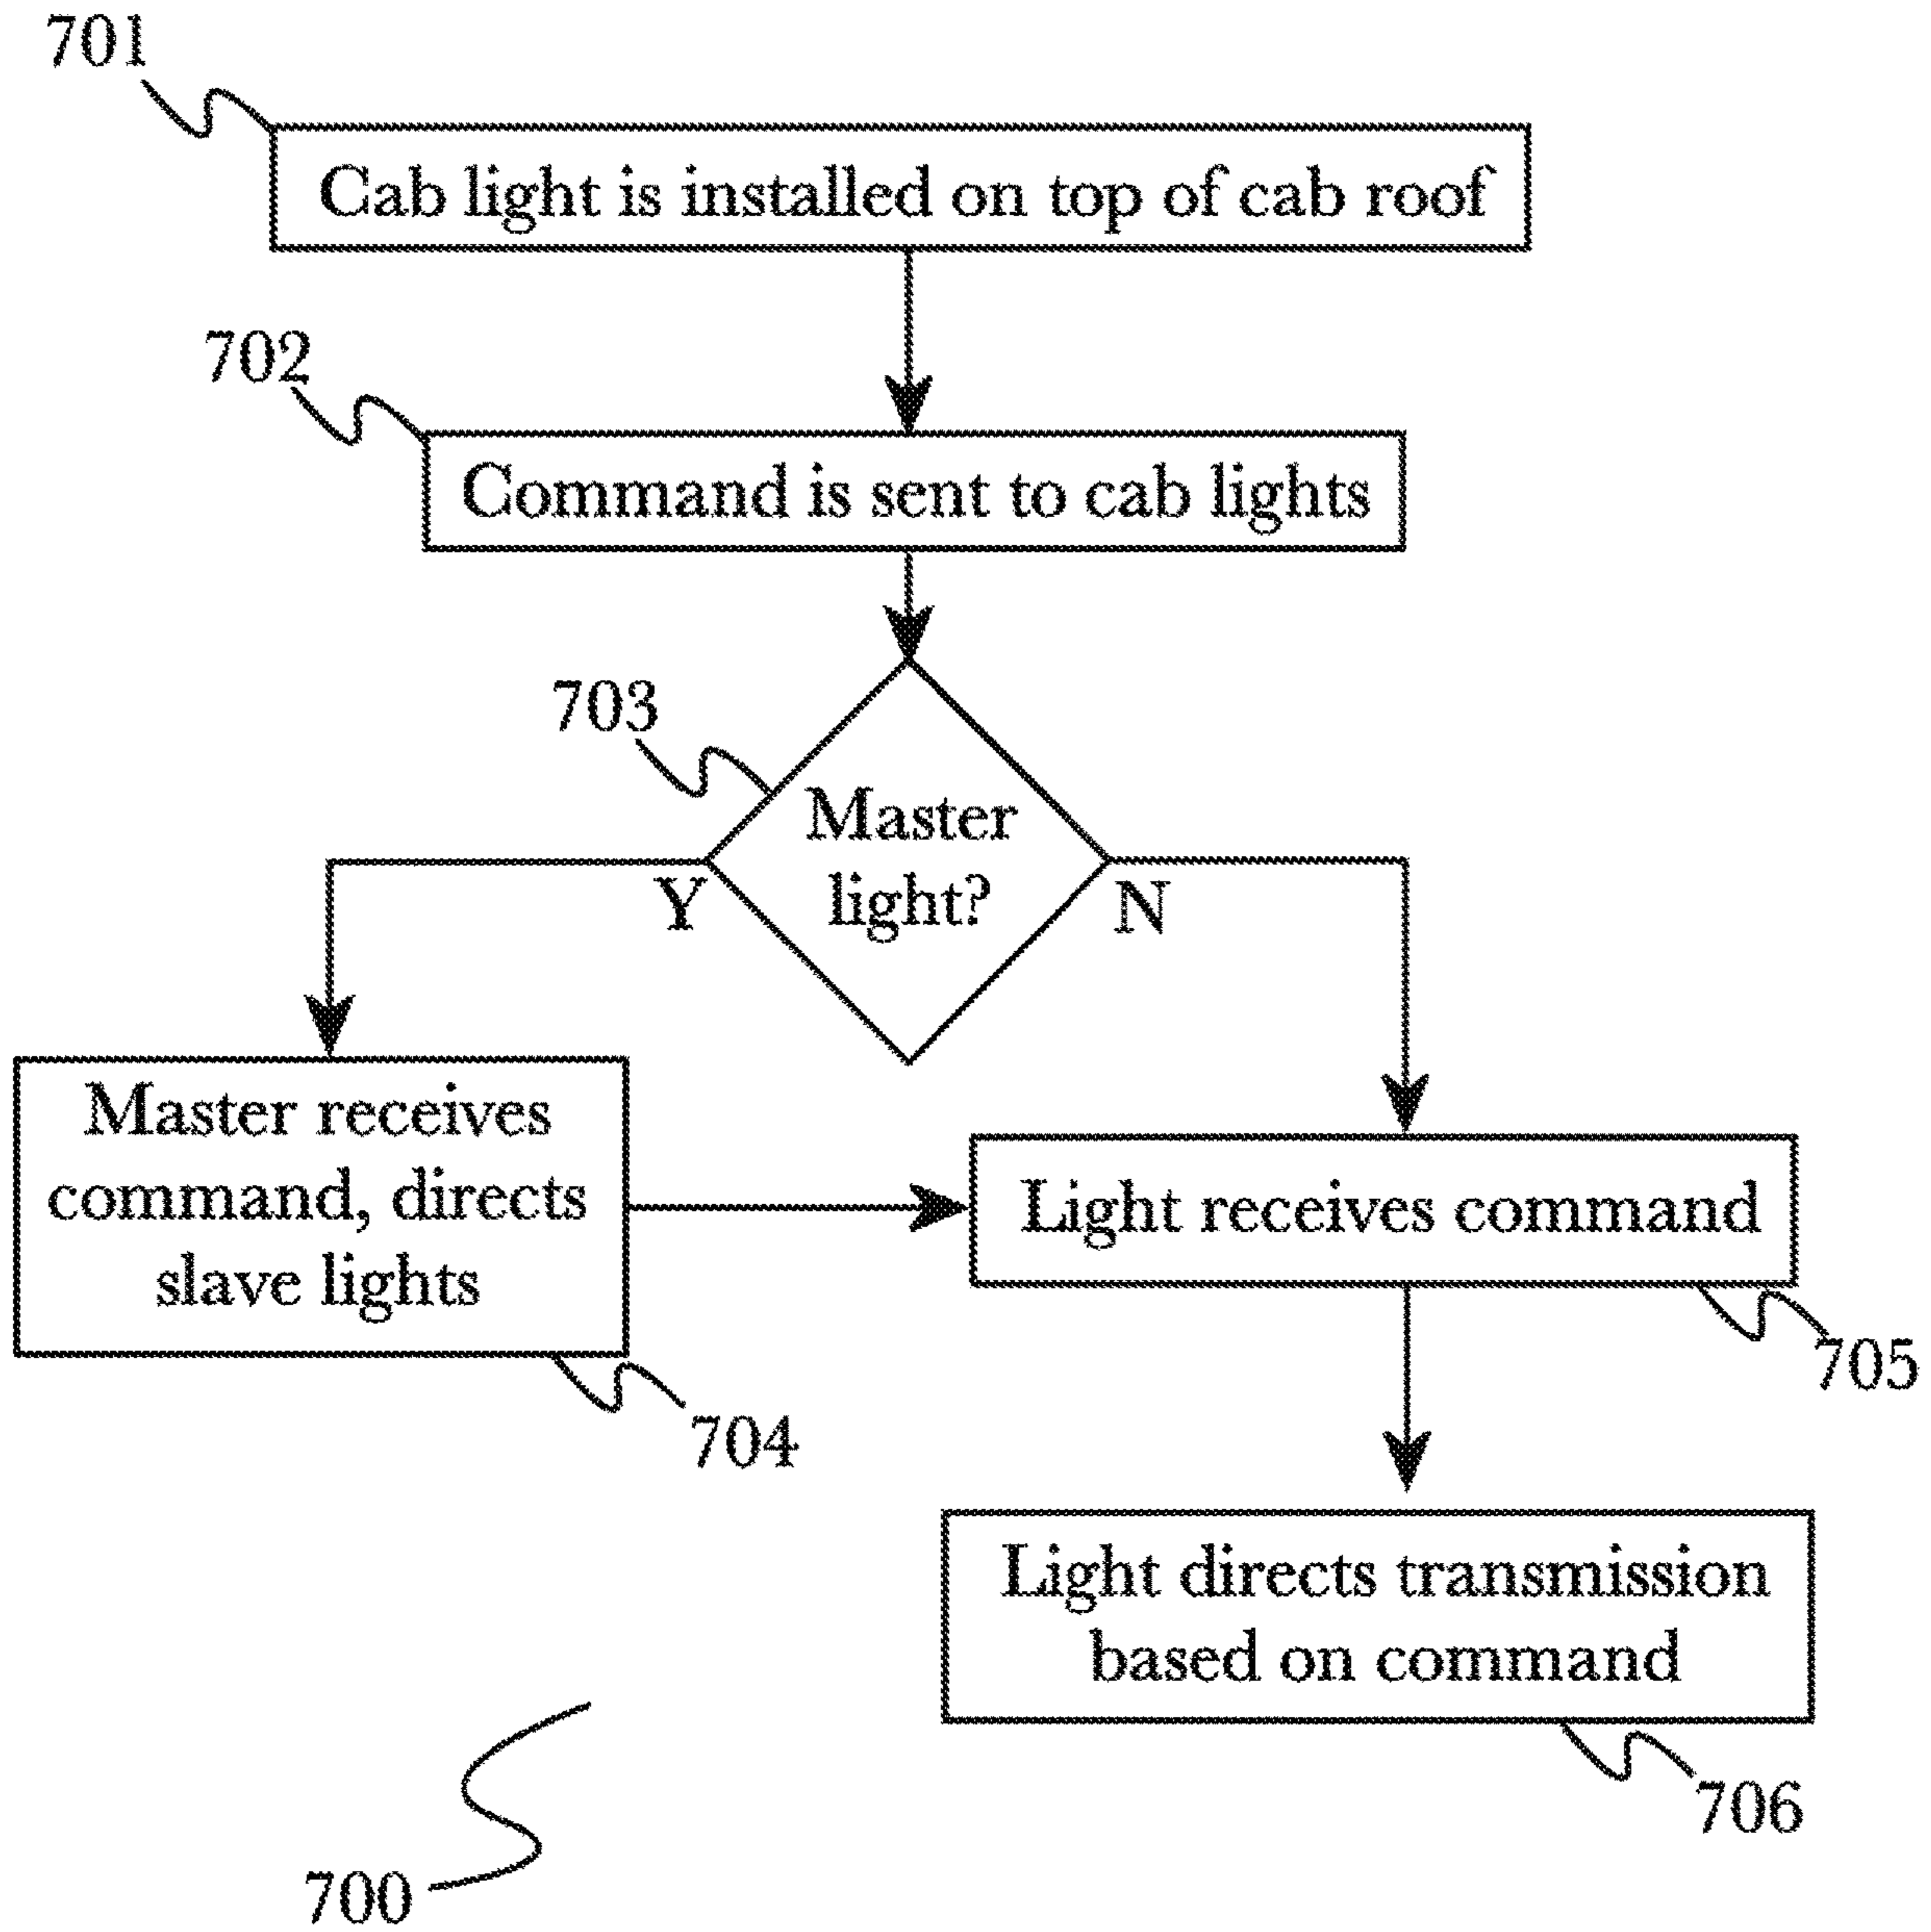 701
Cab light is installed on top of cab roof
702
Command is sent to cab lights
703
Master
light?
Y
N
Master receives
command, directs
slave lights
704
Light receives command
705
Light directs transmission
based on command
706
700